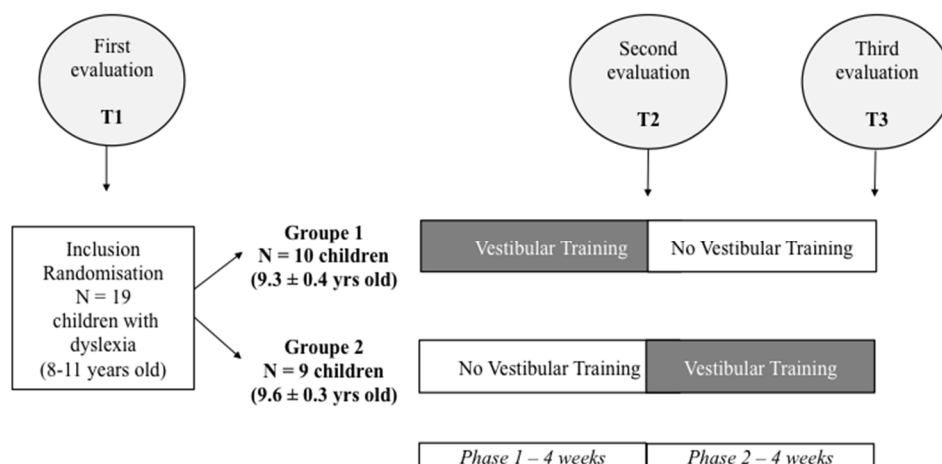 First
evaluation
T1
Second
evaluation
T2
Third
evaluation
T3
Inclusion
Randomisation
N = 19
children with
dyslexia
(8-11 years old)
Groupe 1
N = 10 children
(9.3 ± 0.4 yrs old)
Vestibular Training
No Vestibular Training
Groupe 2
N = 9 children
(9.6 ± 0.3 yrs old)
No Vestibular Training
Vestibular Training
Phase 1 – 4 weeks
Phase 2 – 4 weeks